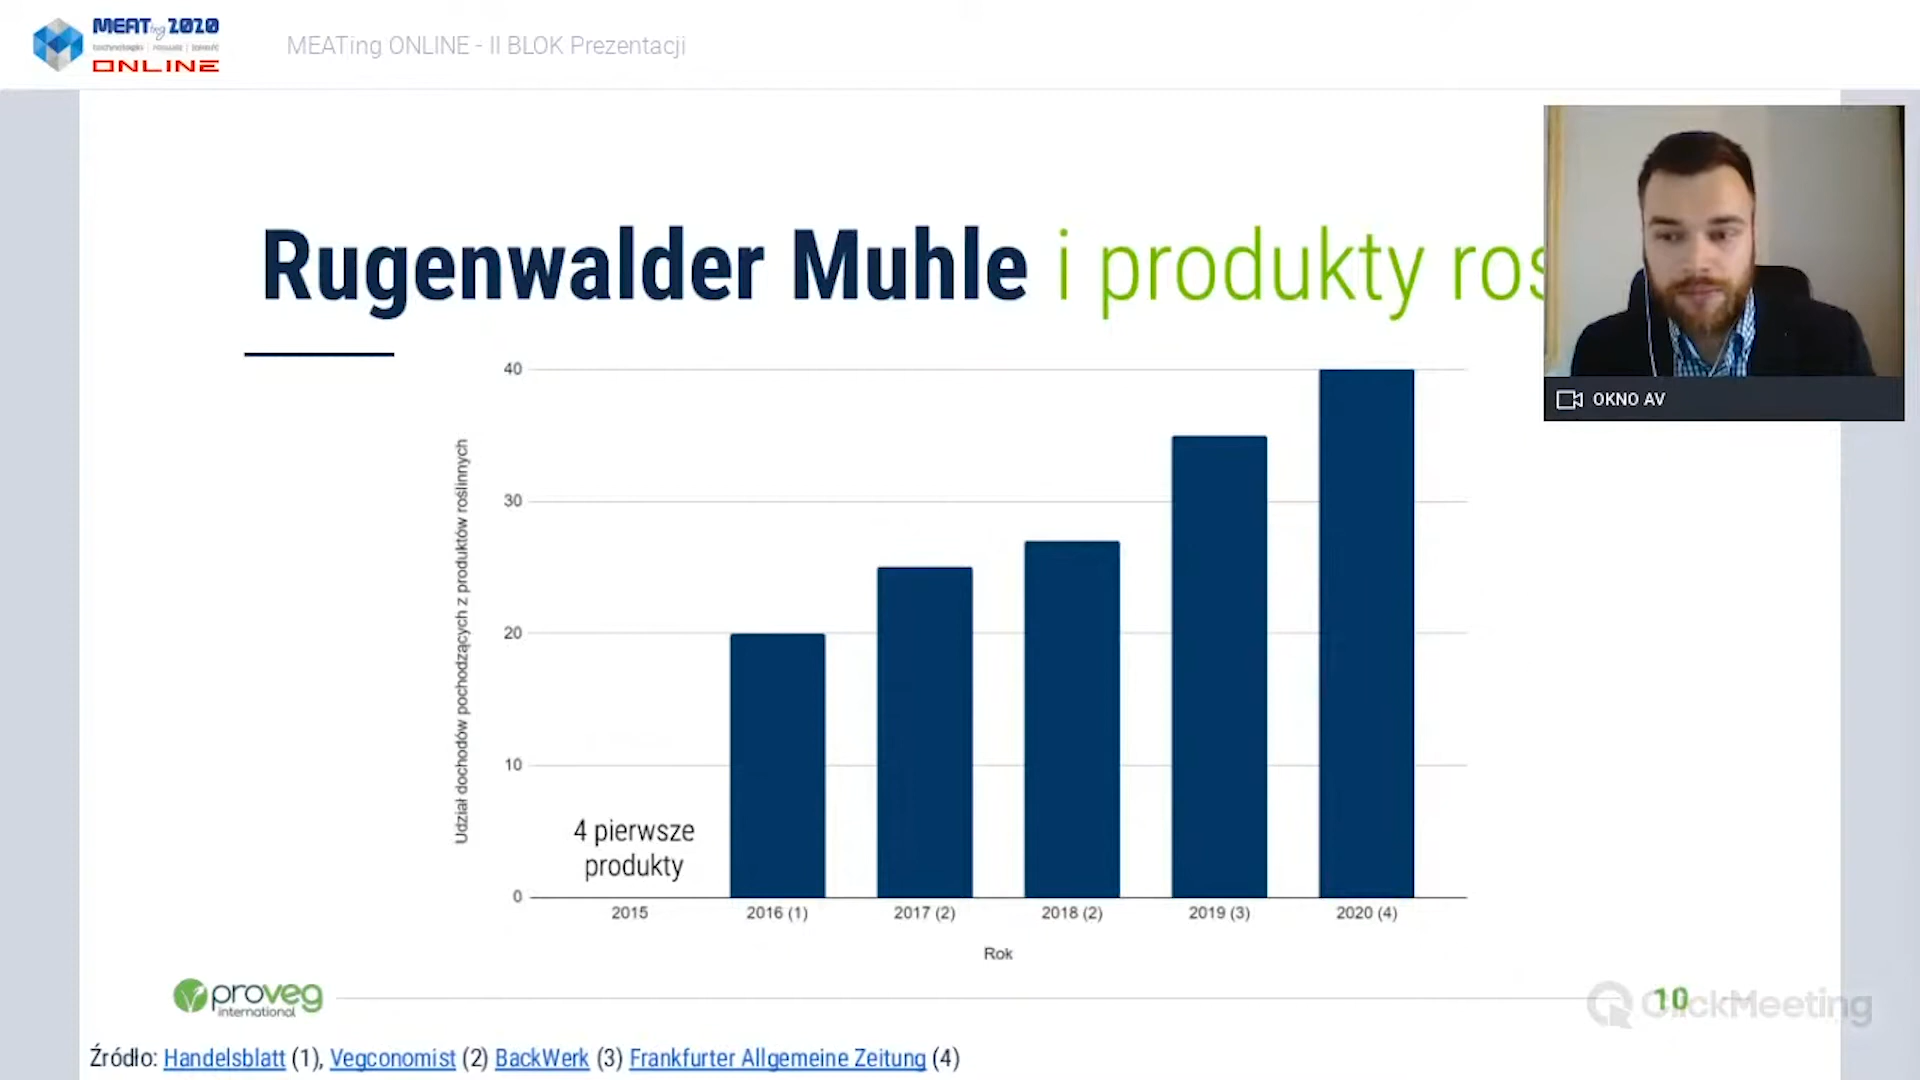 MEATing 2020
ONLINE
MEATing ONLINE - II BLOK Prezentacji
Rugenwalder Muhle i produkty
OKNO AV
Udział dochodów pochodzących z produktów roślinnych
40
30
20
10
0
4 pierwsze
produkty
2015 2016 (1) 2017 (2) 2018 (2) 2019 (3) 2020 (4)
Rok
proveg
international
10
ClickMeeting
Źródło: Handelsblatt (1), Vegconomist (2) BackWerk (3) Frankfurter Allgemeine Zeitung (4)